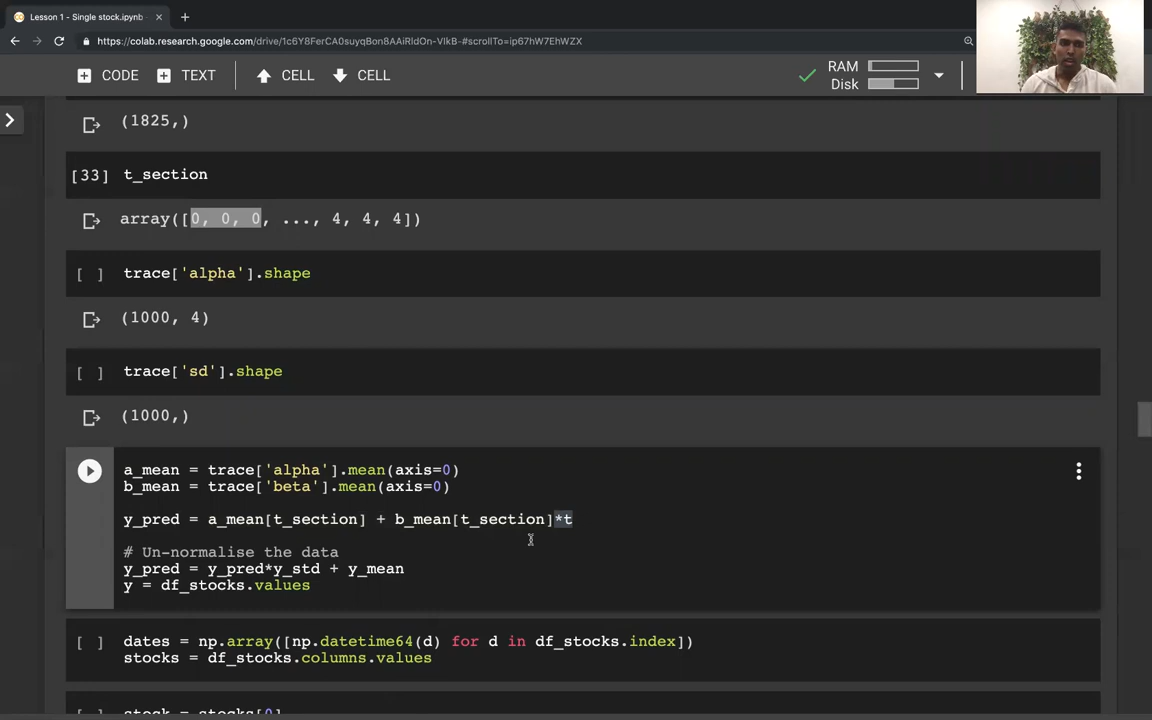 Lesson 1 - Single stock.ipynb
https://colab.research.google.com/drive/1c6Y8FerCA0suyqBon8AAiRldOn-VIkB-#scrollTo=ip67hW7EhWZX
CODE TEXT CELL CELL RAM
Disk
(1825,)
[33] t_section
array([0, 0, 0, ..., 4, 4, 4])
[ ] trace['alpha'].shape
(1000, 4)
[ ] trace['sd'].shape
(1000,)
a_mean = trace['alpha'].mean(axis=0)
b_mean = trace['beta'].mean(axis=0)
y_pred = a_mean[t_section] + b_mean[t_section]*t
# Un-normalise the data
y_pred = y_pred*y_std + y_mean
y = df_stocks.values
[ ] dates = np.array([np.datetime64(d) for d in df_stocks.index])
stocks = df_stocks.columns.values
stock = stocks[0]